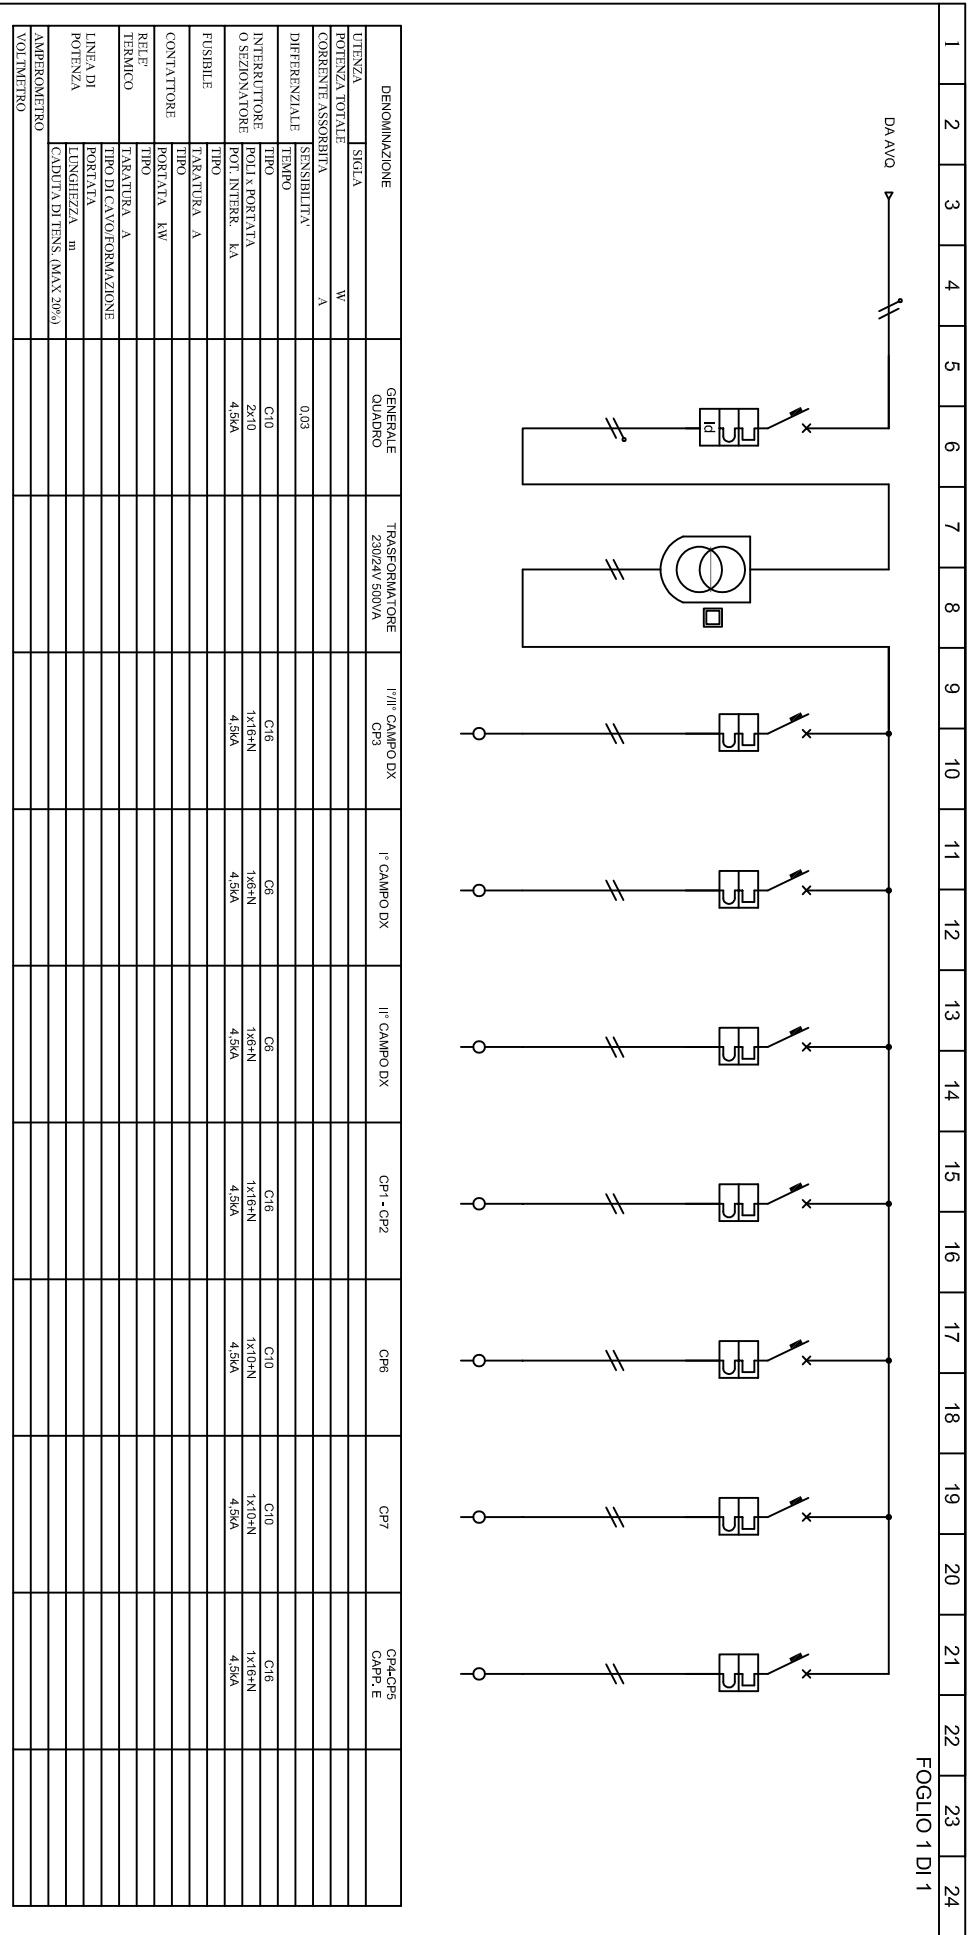 1 2 3 4 5 6 7 8 9 10 11 12 13 14 15 16 17 18 19 20 21 22 23 24
FOGLIO 1 DI 1
DA AVQ
Id
DENOMINAZIONE
GENERALE
QUADRO
TRASFORMATORE
230/24V 500VA
I°/II° CAMPO DX
CP3
I° CAMPO DX
II° CAMPO DX
CP1 - CP2
CP6
CP7
CP4-CP5
CAPP. E
UTENZA SIGLA
POTENZA TOTALE W
CORRENTE ASSORBITA A
DIFFERENZIALE
SENSIBILITA' 0,03
TEMPO
INTERRUTTORE
O SEZIONATORE
TIPO C10 C16 C6 C6 C16 C10 C10 C16
POLI x PORTATA 2x10 1x16+N 1x6+N 1x6+N 1x16+N 1x10+N 1x10+N 1x16+N
POT. INTERR. kA 4,5kA 4,5kA 4,5kA 4,5kA 4,5kA 4,5kA 4,5kA 4,5kA
FUSIBILE
TIPO
TARATURA A
CONTATTORE
TIPO
PORTATA kW
RELE'
TERMICO
TIPO
TARATURA A
LINEA DI
POTENZA
TIPO DI CAVO/FORMAZIONE
PORTATA
LUNGHEZZA m
CADUTA DI TENS. (MAX 20%)
AMPEROMETRO
VOLTMETRO